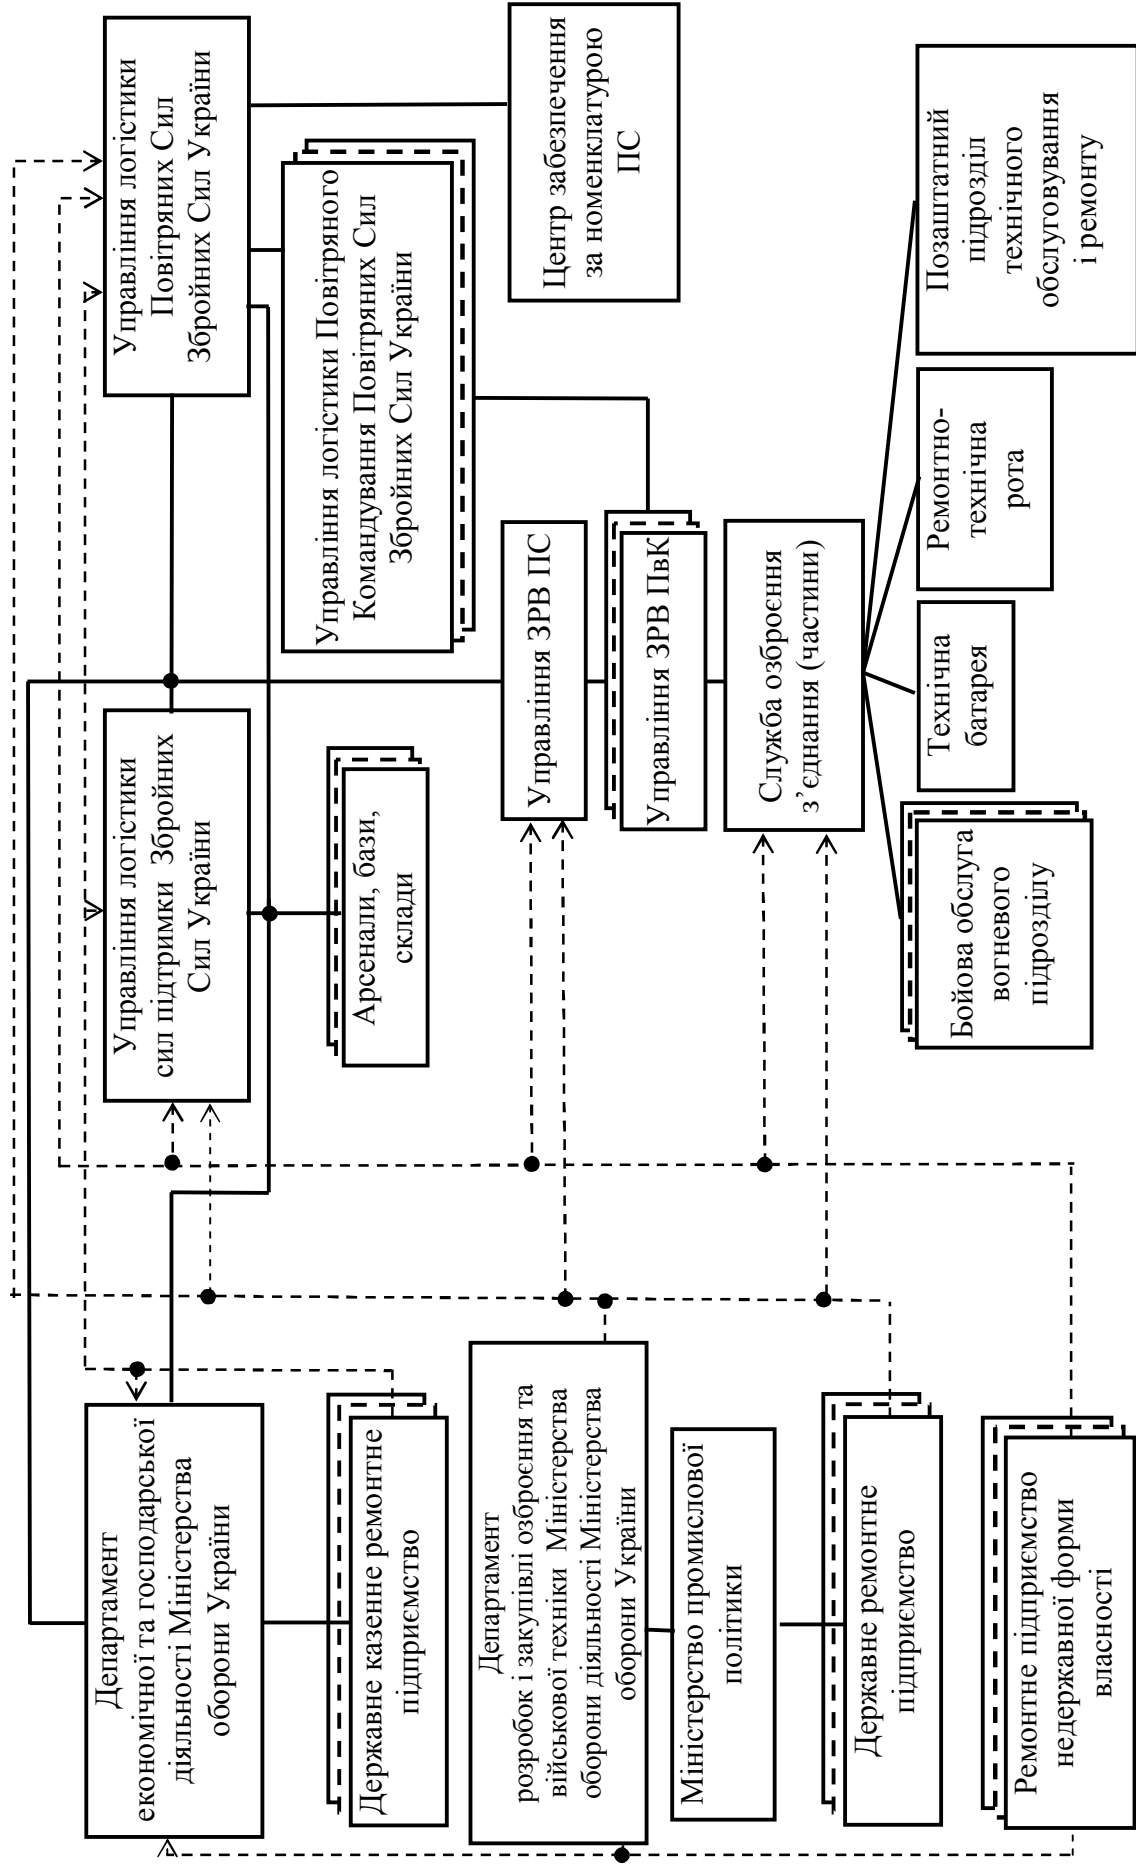 Департамент
економічної та господарської
діяльності Міністерства
оборони України
Державне казенне ремонтне
підприємство
Департамент
розробок і закупівлі озброєння та
військової техніки Міністерства
оборони діяльності Міністерства
оборони України
Міністерство промислової
політики
Державне ремонтне
підприємство
Ремонтне підприємство
недержавної форми
власності
Управління логістики
сил підтримки Збройних
Сил України
Арсенали, бази,
склади
Управління ЗРВ ПС
Управління ЗРВ ПвК
Служба озброєння
з’єднання (частини)
Бойова обслуга
вогневого
підрозділу
Технічна
батарея
Ремонтно-
технічна
рота
Позаштатний
підрозділ
технічного
обслуговування
і ремонту
Управління логістики
Повітряних Сил
Збройних Сил України
Управління логістики Повітряного
Командування Повітряних Сил
Збройних Сил України
Центр забезпечення
за номенклатурою
ПС